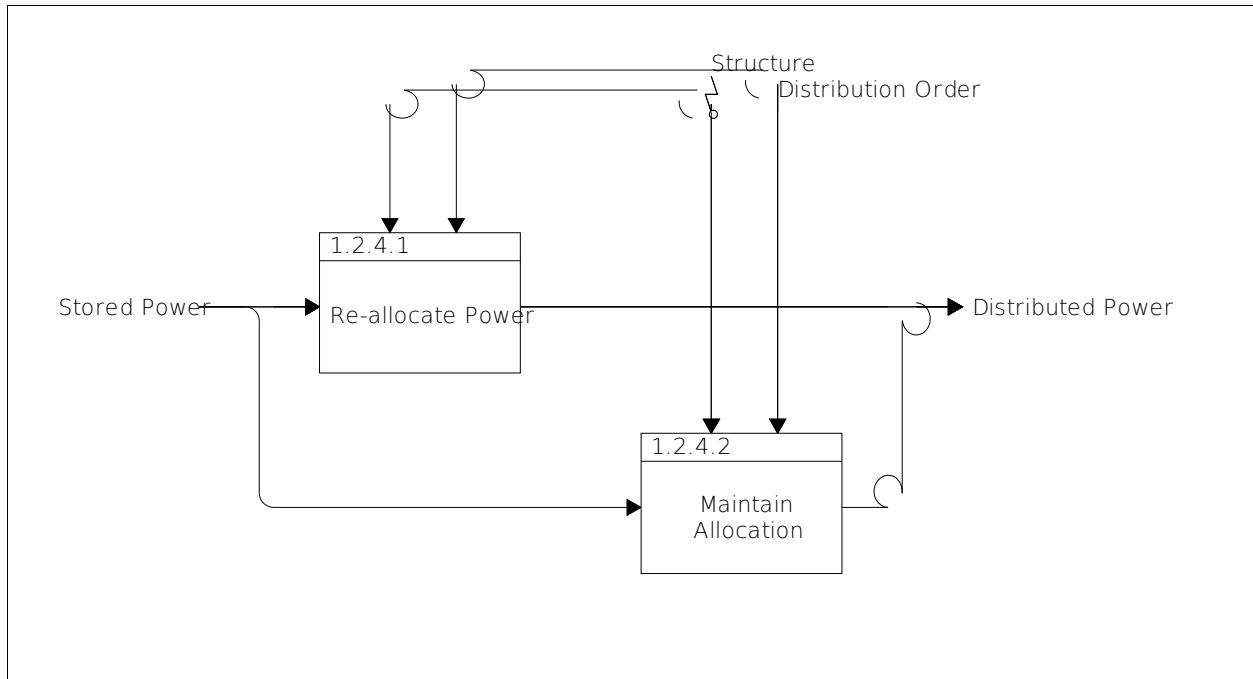 Structure
Distribution Order
1.2.4.1
Stored Power
Re-allocate Power
Distributed Power
1.2.4.2
Maintain
Allocation